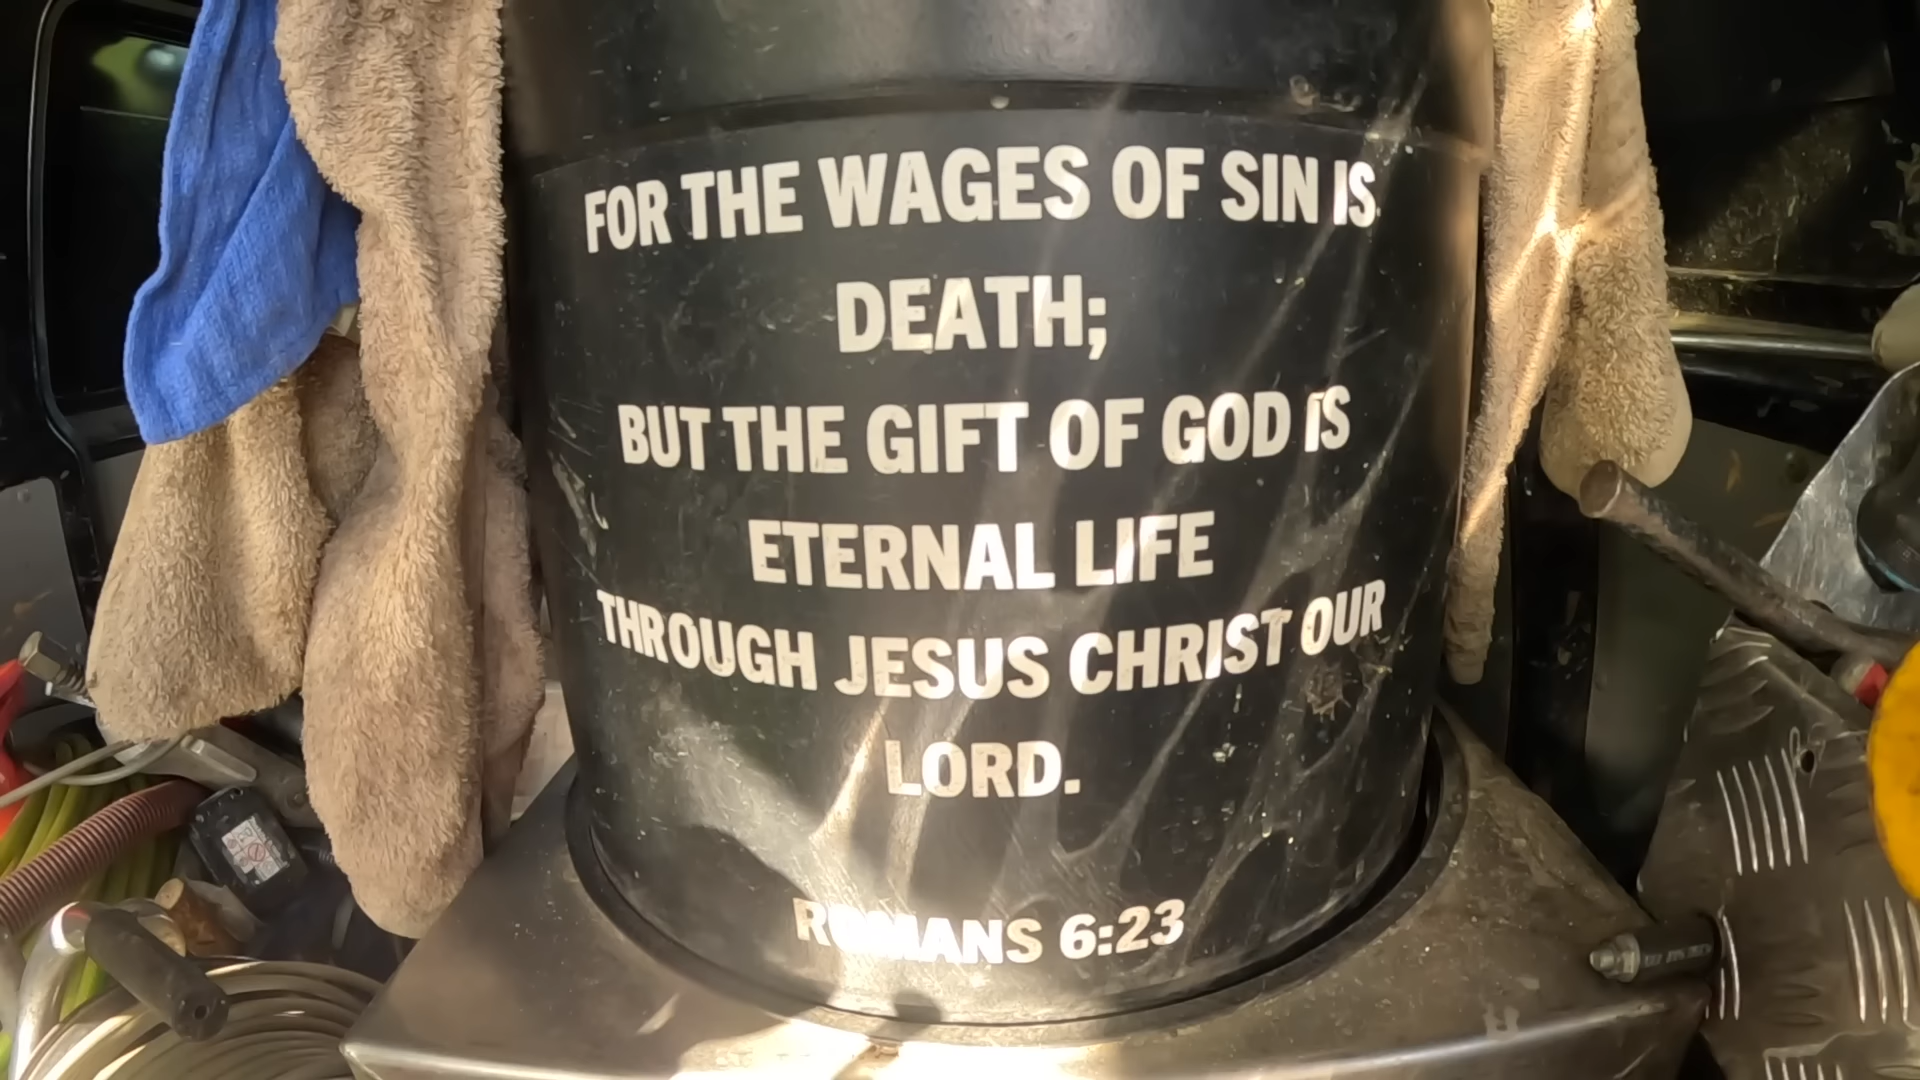 FOR THE WAGES OF SIN IS
DEATH;
BUT THE GIFT OF GOD IS
ETERNAL LIFE
THROUGH JESUS CHRIST OUR
LORD.
ROMANS 6:23